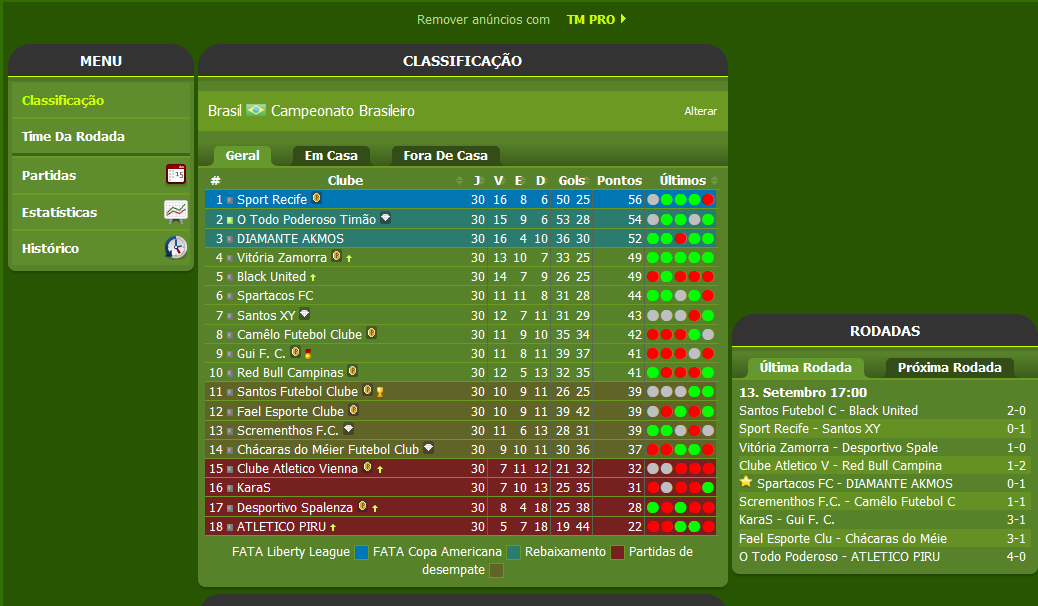 Remover anúncios com TM PRO
MENU
Classificação
Time Da Rodada
Partidas
15
Estatísticas
Histórico
CLASSIFICAÇÃO
Brasil Campeonato Brasileiro Alterar
Geral Em Casa Fora De Casa
# Clube J V E D Gols Pontos Últimos
1 Sport Recife 30 16 8 6 50 25 56
2 O Todo Poderoso Timão 30 15 9 6 53 28 54
3 DIAMANTE AKMOS 30 16 4 10 36 30 52
4 Vitória Zamorra 30 13 10 7 33 25 49
5 Black United 30 14 7 9 26 25 49
6 Spartacos FC 30 11 11 8 31 28 44
7 Santos XY 30 12 7 11 31 29 43
8 Camêlo Futebol Clube 30 11 9 10 35 34 42
9 Gui F. C. 30 11 8 11 39 37 41
10 Red Bull Campinas 30 12 5 13 32 35 41
11 Santos Futebol Clube 30 10 9 11 26 25 39
12 Fael Esporte Clube 30 10 9 11 39 42 39
13 Scrementhos F.C. 30 11 6 13 28 31 39
14 Chácaras do Méier Futebol Club 30 9 10 11 30 36 37
15 Clube Atletico Vienna 30 7 11 12 21 32 32
16 KaraS 30 7 10 13 25 35 31
17 Desportivo Spalenza 30 8 4 18 25 38 28
18 ATLETICO PIRU 30 5 7 18 19 44 22
FATA Liberty League FATA Copa Americana Rebaixamento Partidas de
desempate
RODADAS
Última Rodada Próxima Rodada
13. Setembro 17:00
Santos Futebol C - Black United 2-0
Sport Recife - Santos XY 0-1
Vitória Zamorra - Desportivo Spale 1-0
Clube Atletico V - Red Bull Campina 1-2
Spartacos FC - DIAMANTE AKMOS 0-1
Scrementhos F.C. - Camêlo Futebol C 1-1
KaraS - Gui F. C. 3-1
Fael Esporte Clu - Chácaras do Méie 3-1
O Todo Poderoso - ATLETICO PIRU 4-0